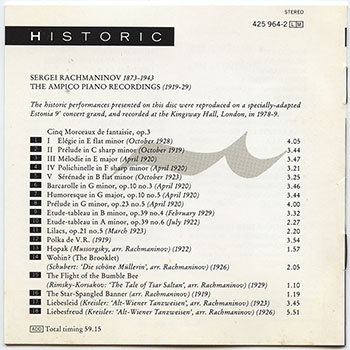 STEREO
425 964-2 LM
HISTORIC
SERGEI RACHMANINOV 1873-1943
THE AMPICO PIANO RECORDINGS (1919-29)
The historic performances presented on this disc were reproduced on a specially-adapted
Estonia 9' concert grand, and recorded at the Kingsway Hall, London, in 1978-9.
Cinq Morceaux de fantaisie, op.3
1 I Elégie in E flat minor (October 1928) 4.05
2 II Prélude in C sharp minor (October 1919) 3.44
3 III Mélodie in E major (April 1920) 3.47
4 IV Polichinelle in F sharp minor (April 1920) 3.21
5 V Sérénade in B flat minor (October 1923) 3.25
6 Barcarolle in G minor, op.10 no.3 (April 1920) 3.46
7 Humoresque in G major, op.10 no.5 (April 1920) 3.44
8 Prélude in G minor, op.23 no.5 (April 1920) 4.00
9 Etude-tableau in B minor, op.39 no.4 (February 1929) 3.32
10 Etude-tableau in A minor, op.39 no.6 (July 1922) 2.27
11 Lilacs, op.21 no.5 (March 1923) 2.20
12 Polka de V.R. (1919) 3.54
13 Hopak (Mussorgsky, arr. Rachmaninov) (1922) 1.57
14 Wohin? (The Brooklet)
(Schubert: 'Die schöne Müllerin', arr. Rachmaninov) (1926) 2.05
15 The Flight of the Bumble Bee
(Rimsky-Korsakov: 'The Tale of Tsar Saltan', arr. Rachmaninov) (1929) 1.10
16 The Star-Spangled Banner (arr. Rachmaninov) (1919) 1.19
17 Liebesleid (Kreisler: 'Alt-Wiener Tanzweisen', arr. Rachmaninov) (1923) 3.45
18 Liebesfreud (Kreisler: 'Alt-Wiener Tanzweisen', arr. Rachmaninov) (1926) 5.51
ADD Total timing 59.15